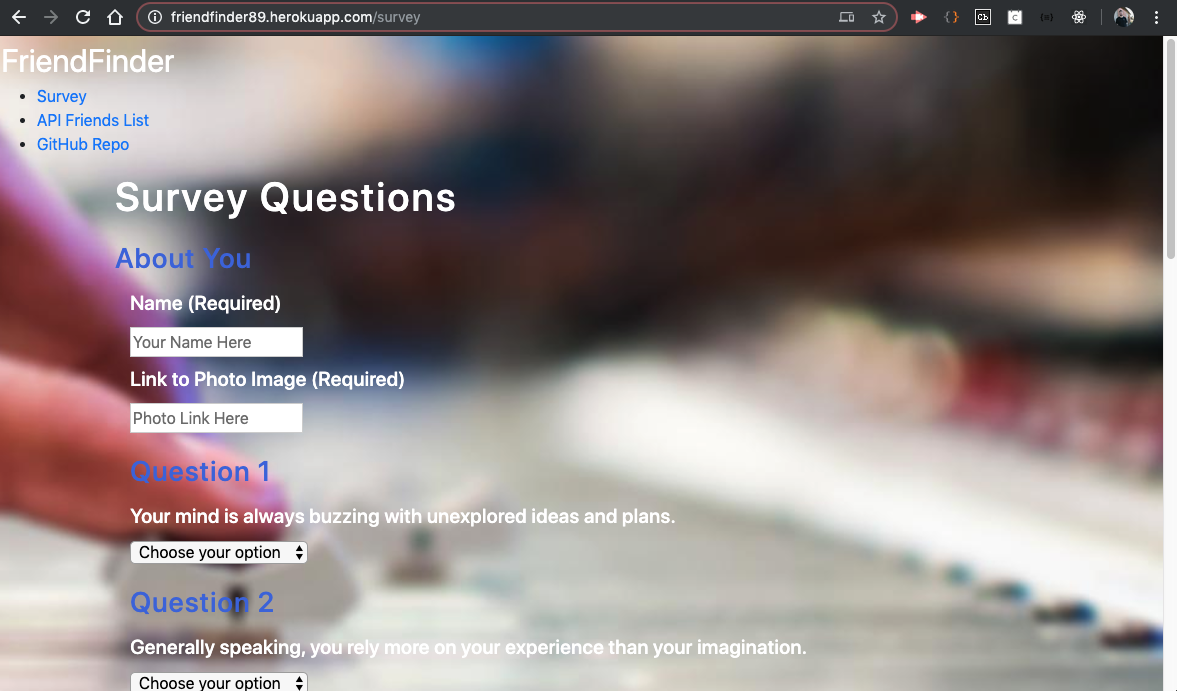 friendfinder89.herokuapp.com/survey
FriendFinder
Survey
API Friends List
GitHub Repo
Survey Questions
About You
Name (Required)
Your Name Here
Link to Photo Image (Required)
Photo Link Here
Question 1
Your mind is always buzzing with unexplored ideas and plans.
Choose your option
Question 2
Generally speaking, you rely more on your experience than your imagination.
Choose your option